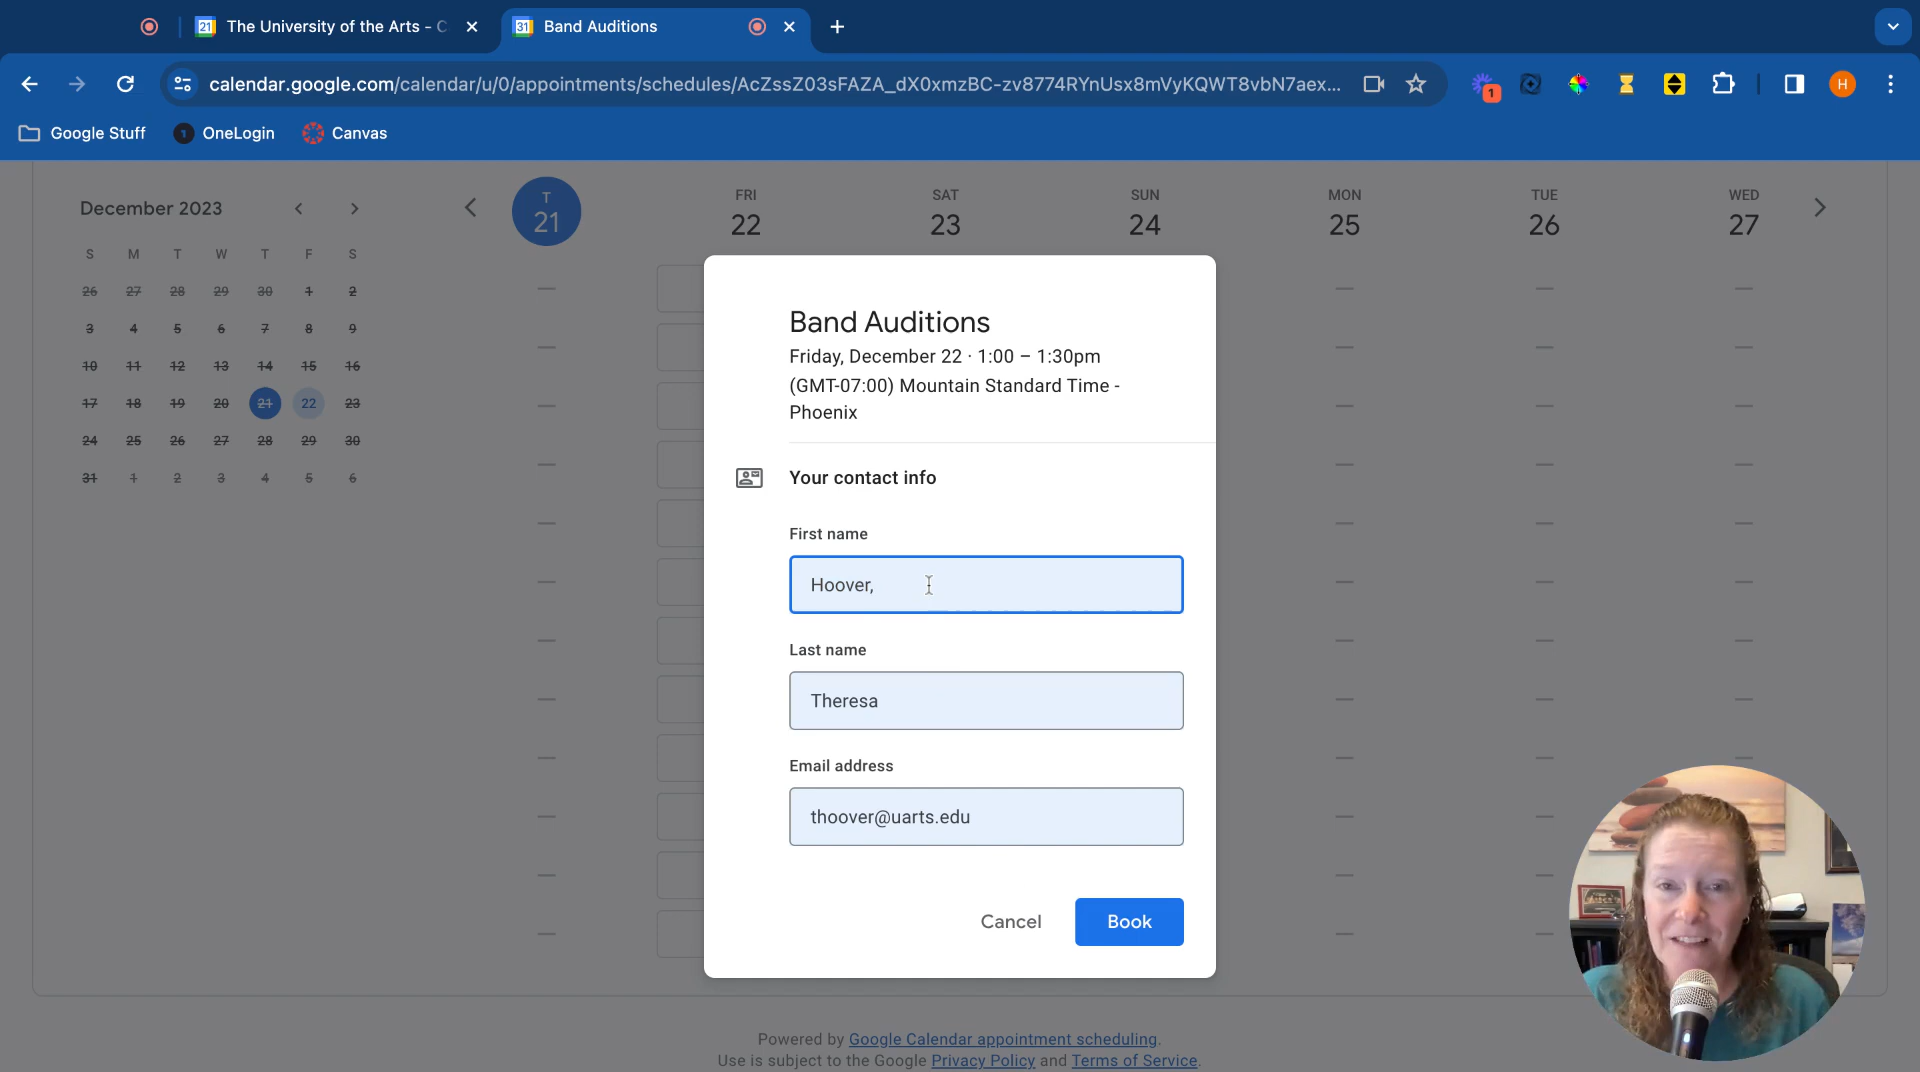 The University of the Arts - C
Band Auditions
calendar.google.com/calendar/u/0/appointments/schedules/AcZssZ03sFAZA_dX0xmzBC-zv8774RYnUsx8mVyKQWT8vbN7aex...
1
H
Google Stuff
1 OneLogin
Canvas
December 2023
T
21
FRI
22
SAT
23
SUN
24
MON
25
TUE
26
WED
27
S M T W T F S
26 27 28 29 30 1 2
3 4 5 6 7 8 9
10 11 12 13 14 15 16
17 18 19 20 21 22 23
24 25 26 27 28 29 30
31 1 2 3 4 5 6
Band Auditions
Friday, December 22 · 1:00 – 1:30pm
(GMT-07:00) Mountain Standard Time -
Phoenix
Your contact info
First name
Hoover,
Last name
Theresa
Email address
thoover@uarts.edu
Cancel
Book
Powered by Google Calendar appointment scheduling.
Use is subject to the Google Privacy Policy and Terms of Service.